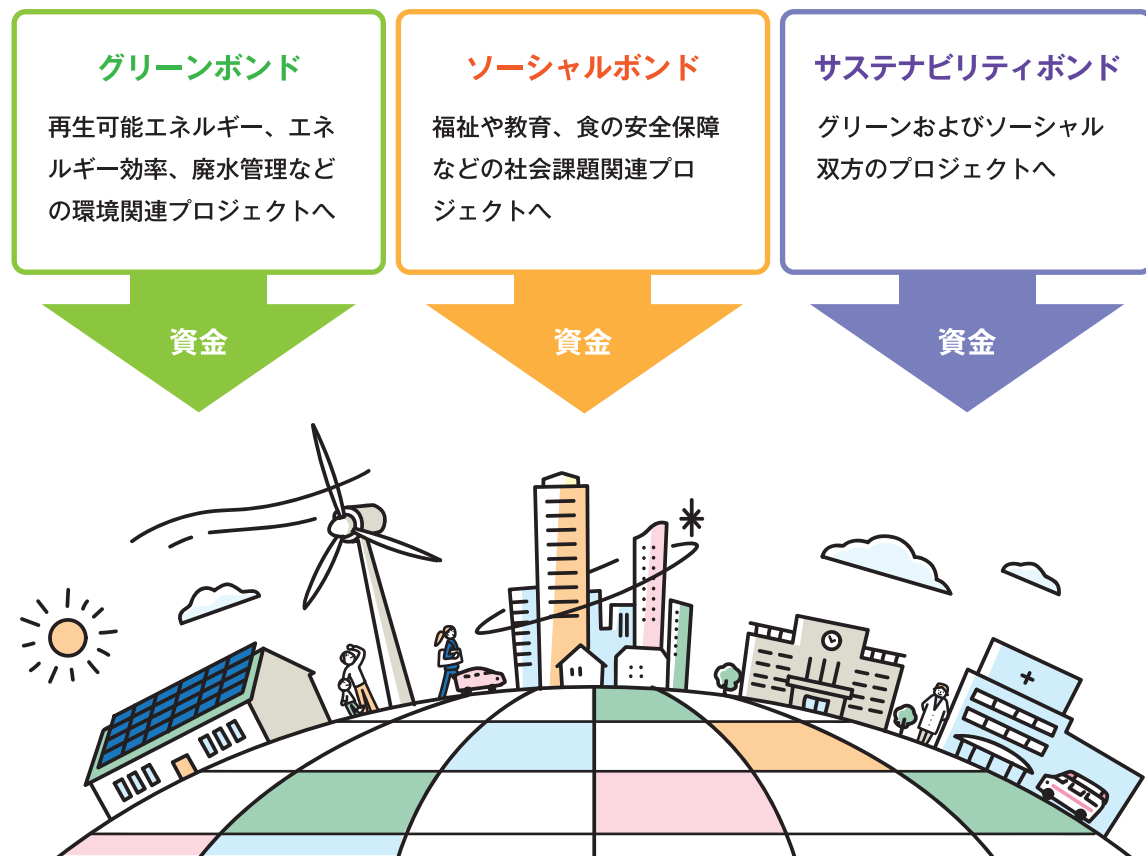 グリーンボンド
再生可能エネルギー、エネ
ルギー効率、廃水管理など
の環境関連プロジェクトへ
資金
ソーシャルボンド
福祉や教育、食の安全保障
などの社会課題関連プロ
ジェクトへ
資金
サステナビリティボンド
グリーンおよびソーシャル
双方のプロジェクトへ
資金